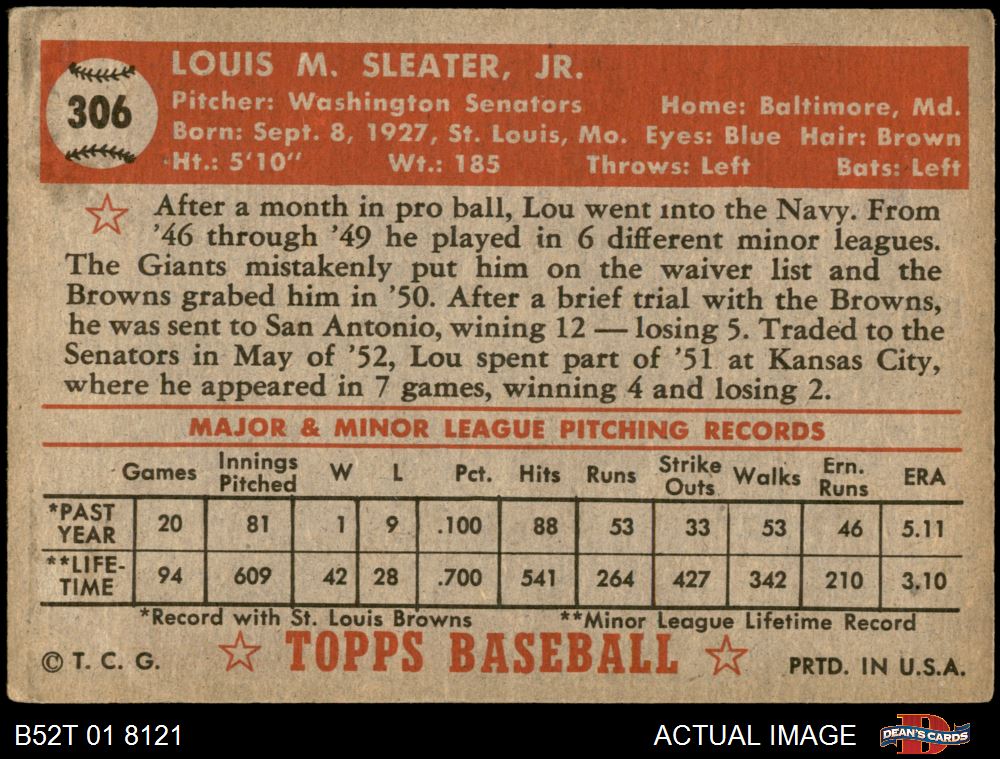 306
LOUIS M. SLEATER, JR.
Pitcher: Washington Senators Home: Baltimore, Md.
Born: Sept. 8, 1927, St. Louis, Mo. Eyes: Blue Hair: Brown
Ht.: 5'10" Wt.: 185 Throws: Left Bats: Left
After a month in pro ball, Lou went into the Navy. From
'46 through '49 he played in 6 different minor leagues.
The Giants mistakenly put him on the waiver list and the
Browns grabed him in '50. After a brief trial with the Browns,
he was sent to San Antonio, wining 12 — losing 5. Traded to the
Senators in May of '52, Lou spent part of '51 at Kansas City,
where he appeared in 7 games, winning 4 and losing 2.
MAJOR & MINOR LEAGUE PITCHING RECORDS
Games Innings Pitched W L Pct. Hits Runs Strike Outs Walks Ern. Runs ERA
*PAST YEAR 20 81 1 9 .100 88 53 33 53 46 5.11
**LIFE-TIME 94 609 42 28 .700 541 264 427 342 210 3.10
*Record with St. Louis Browns **Minor League Lifetime Record
© T. C. G. TOPPS BASEBALL PRTD. IN U.S.A.
B52T 01 8121 ACTUAL IMAGE DEAN'S CARDS